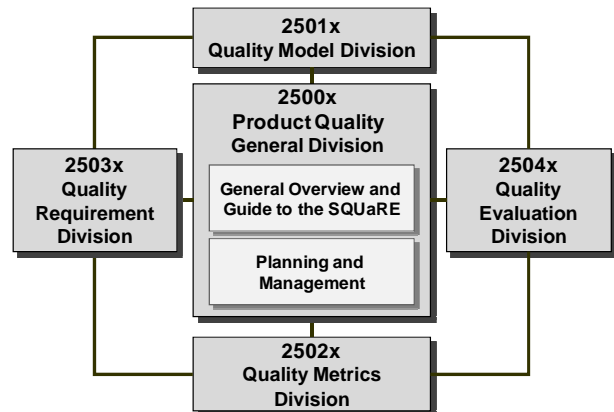 2501x
Quality Model Division
2500x
Product Quality
General Division
General Overview and
Guide to the SQUaRE
Planning and
Management
2503x
Quality
Requirement
Division
2504x
Quality
Evaluation
Division
2502x
Quality Metrics
Division